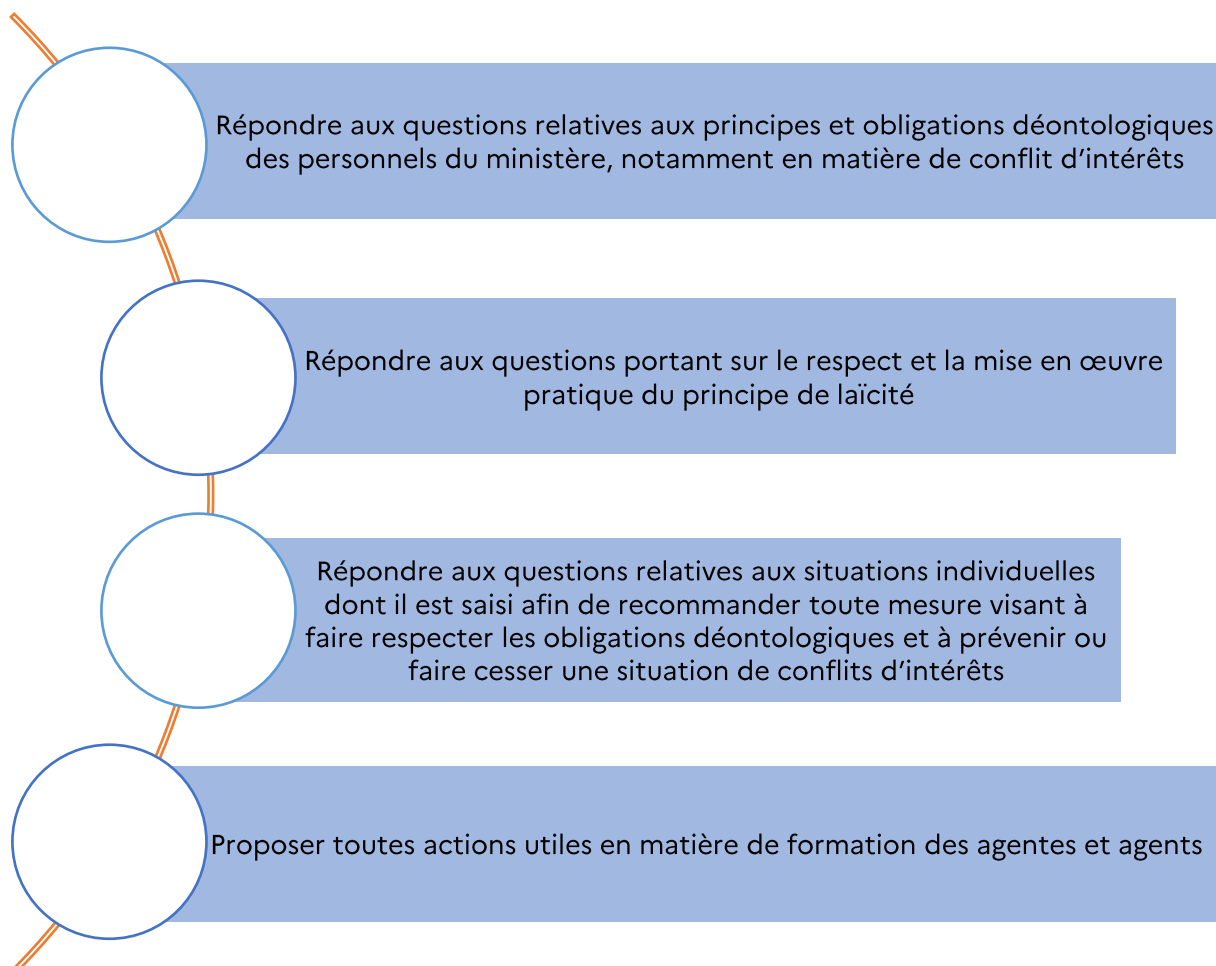 Répondre aux questions relatives aux principes et obligations déontologiques
des personnels du ministère, notamment en matière de conflit d’intérêts
Répondre aux questions portant sur le respect et la mise en œuvre
pratique du principe de laïcité
Répondre aux questions relatives aux situations individuelles
dont il est saisi afin de recommander toute mesure visant à
faire respecter les obligations déontologiques et à prévenir ou
faire cesser une situation de conflits d’intérêts
Proposer toutes actions utiles en matière de formation des agentes et agents